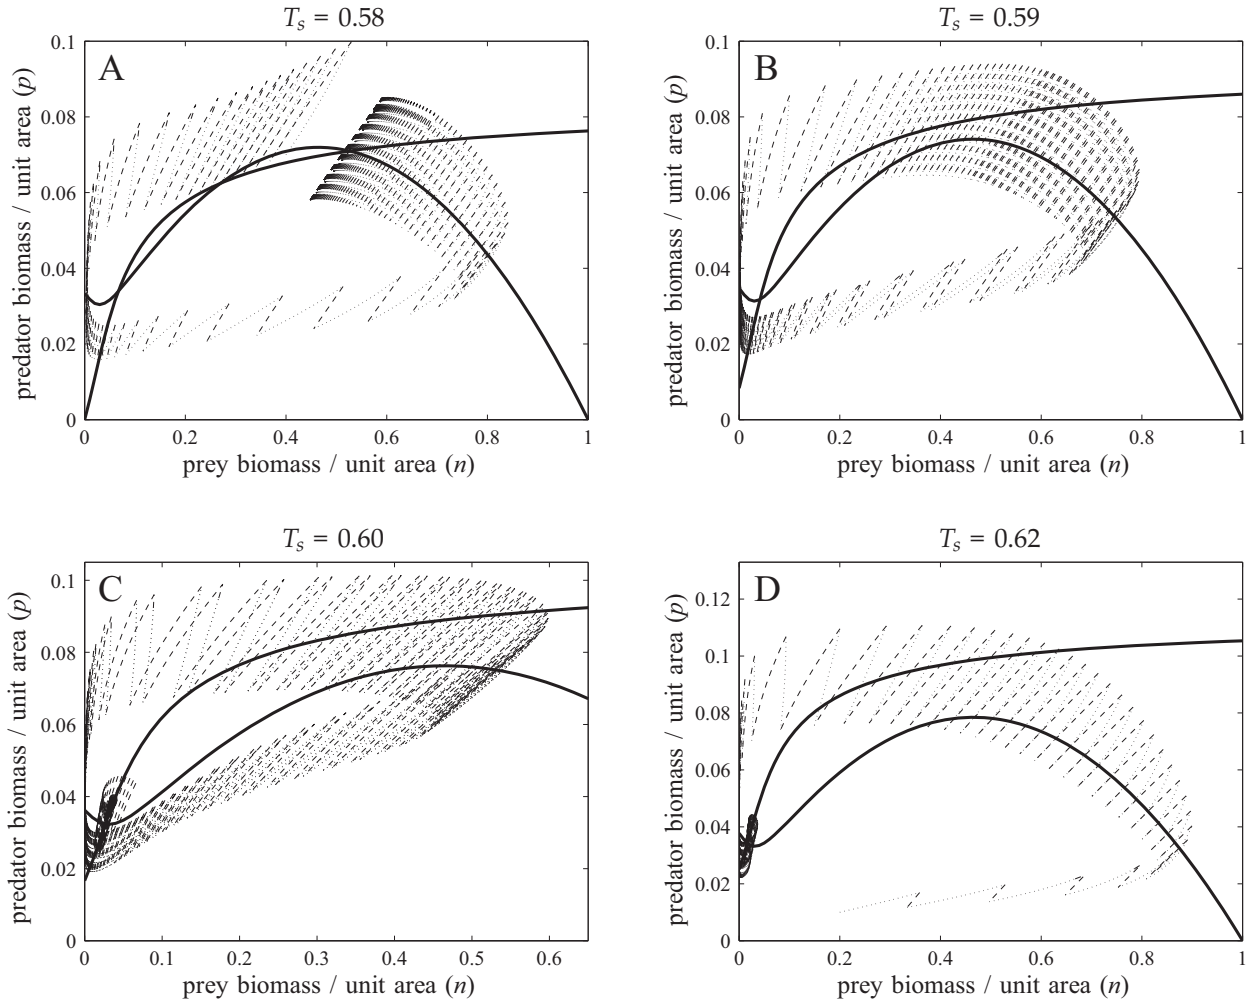 T_s = 0.58
A
0.1
0.08
0.06
0.04
0.02
0
0 0.2 0.4 0.6 0.8 1
predator biomass / unit area (p)
prey biomass / unit area (n)
T_s = 0.59
B
0.1
0.08
0.06
0.04
0.02
0
0 0.2 0.4 0.6 0.8 1
predator biomass / unit area (p)
prey biomass / unit area (n)
T_s = 0.60
C
0.1
0.08
0.06
0.04
0.02
0
0 0.1 0.2 0.3 0.4 0.5 0.6
predator biomass / unit area (p)
prey biomass / unit area (n)
T_s = 0.62
D
0.12
0.1
0.08
0.06
0.04
0.02
0
0 0.2 0.4 0.6 0.8 1
predator biomass / unit area (p)
prey biomass / unit area (n)